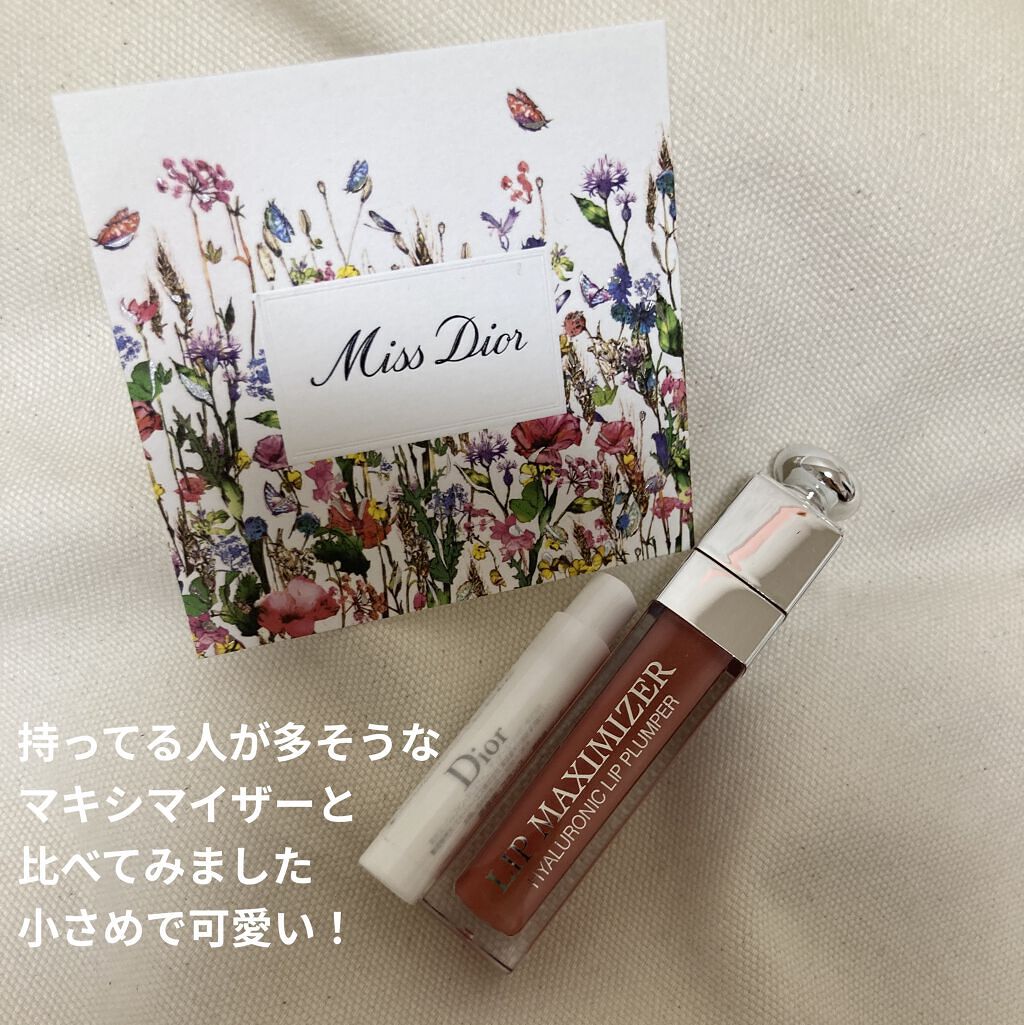 Miss Dior
Dior
LIP MAXIMIZER
HYALURONIC LIP PLUMPER
持ってる人が多そうな
マキシマイザーと
比べてみました
小さめで可愛い！